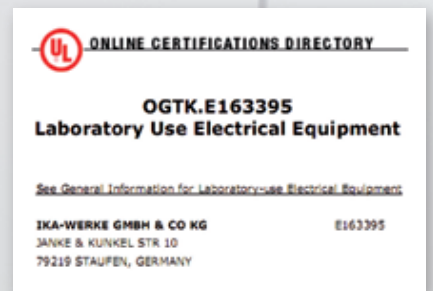 UL ONLINE CERTIFICATIONS DIRECTORY
OGTK.E163395
Laboratory Use Electrical Equipment
See General Information for Laboratory-use Electrical Equipment
IKA-WERKE GMBH & CO KG E163395
JANKE & KUNKEL STR 10
79219 STAUFEN, GERMANY